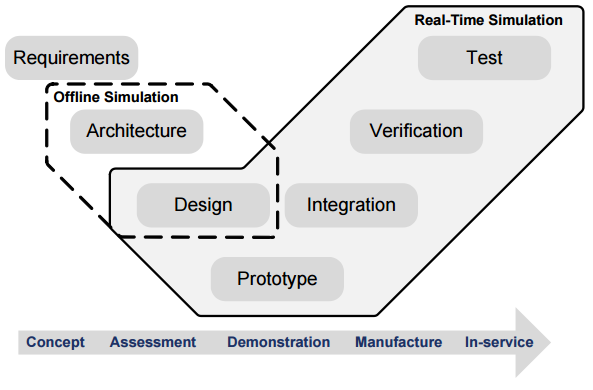 Real-Time Simulation
Requirements
Test
Offline Simulation
Architecture
Verification
Design
Integration
Prototype
Concept Assessment Demonstration Manufacture In-service